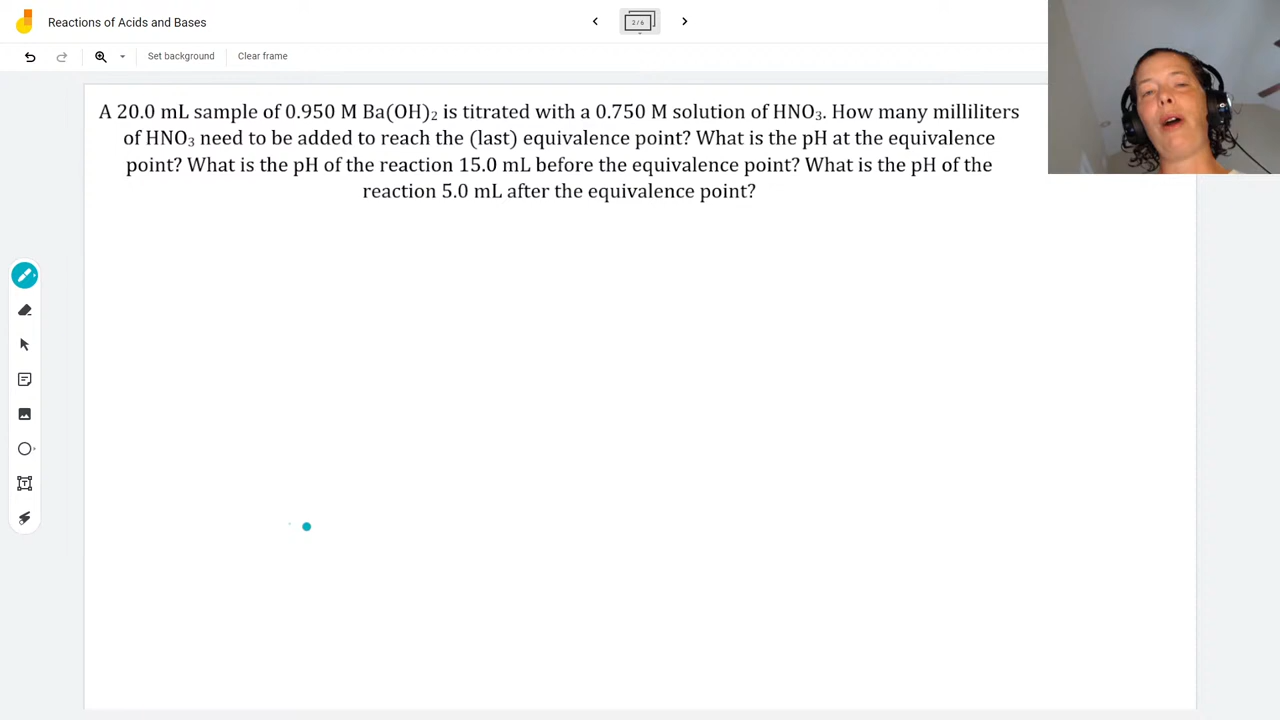 Reactions of Acids and Bases
2 / 6
Set background
Clear frame
A 20.0 mL sample of 0.950 M Ba(OH)₂ is titrated with a 0.750 M solution of HNO₃. How many milliliters
of HNO₃ need to be added to reach the (last) equivalence point? What is the pH at the equivalence
point? What is the pH of the reaction 15.0 mL before the equivalence point? What is the pH of the
reaction 5.0 mL after the equivalence point?